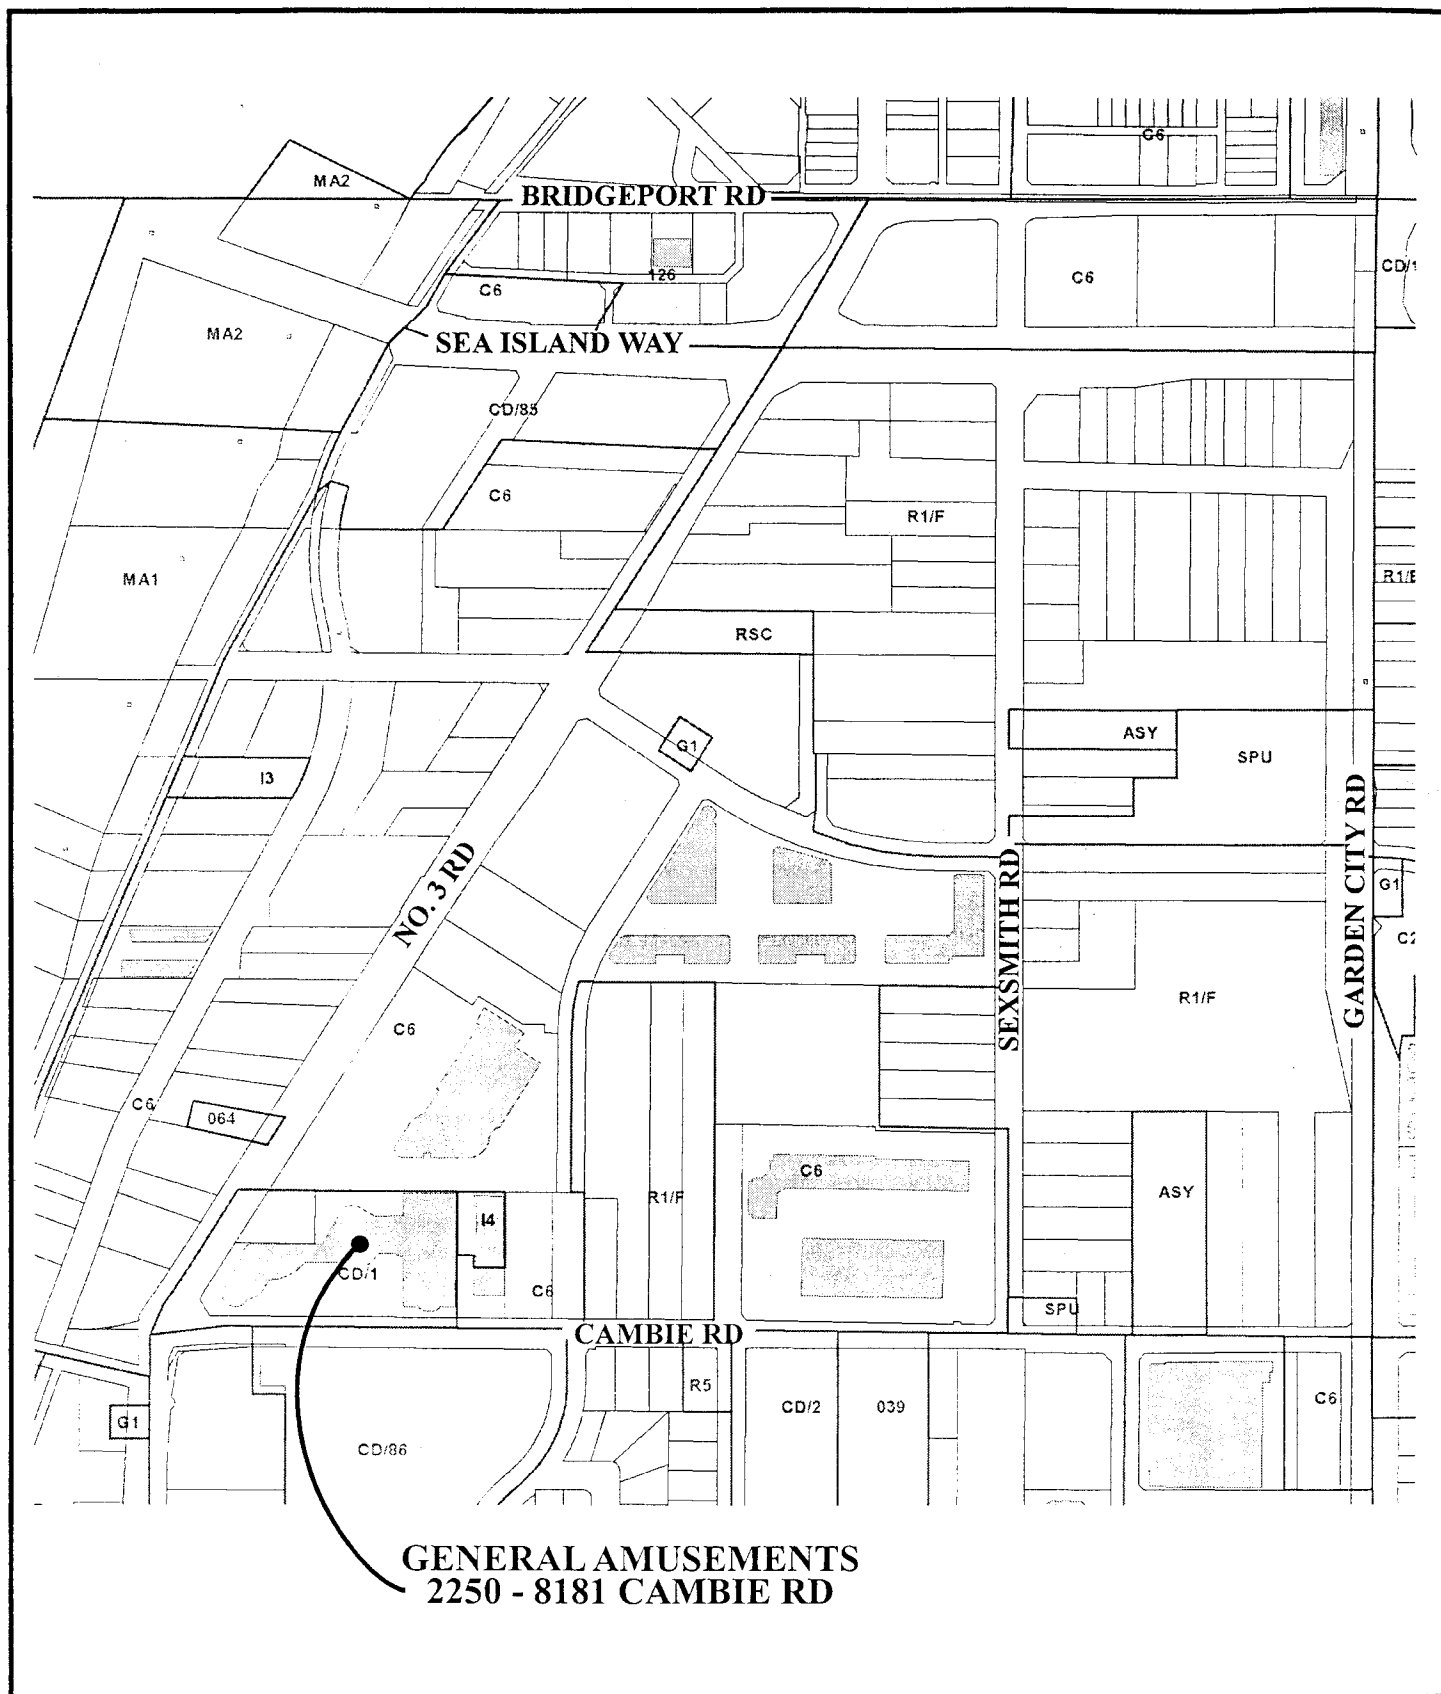 C6
MA2
BRIDGEPORT RD
C6
CD/1
126
C6
MA2
SEA ISLAND WAY
CD/85
C6
R1/F
MA1
R1/E
RSC
G1
ASY
SPU
I3
NO. 3 RD
SEXSMITH RD
GARDEN CITY RD
G1
C2
R1/F
C6
C6
064
C6
R1/F
I4
ASY
CD/1
C6
SPU
CAMBIE RD
R5
CD/2
039
C6
G1
CD/86
GENERAL AMUSEMENTS
2250 - 8181 CAMBIE RD